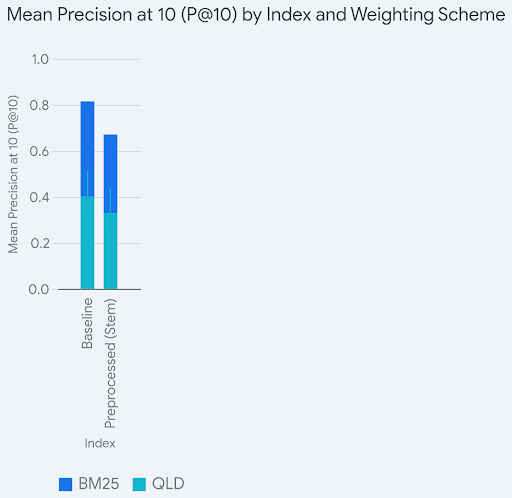 Mean Precision at 10 (P@10) by Index and Weighting Scheme
Mean Precision at 10 (P@10)
1.0
0.8
0.6
0.4
0.2
0.0
Baseline
Preprocessed (Stem)
Index
BM25
QLD